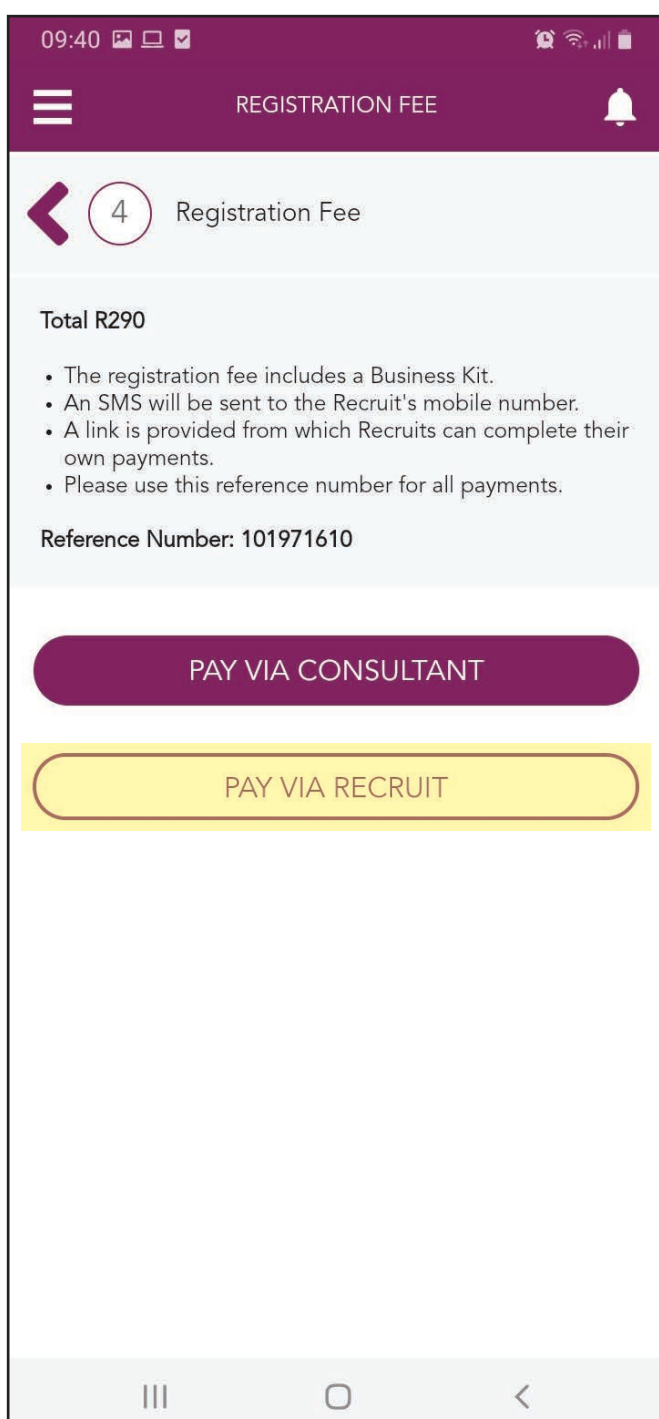 09:40
REGISTRATION FEE
4 Registration Fee
Total R290
• The registration fee includes a Business Kit.
• An SMS will be sent to the Recruit's mobile number.
• A link is provided from which Recruits can complete their
own payments.
• Please use this reference number for all payments.
Reference Number: 101971610
PAY VIA CONSULTANT
PAY VIA RECRUIT